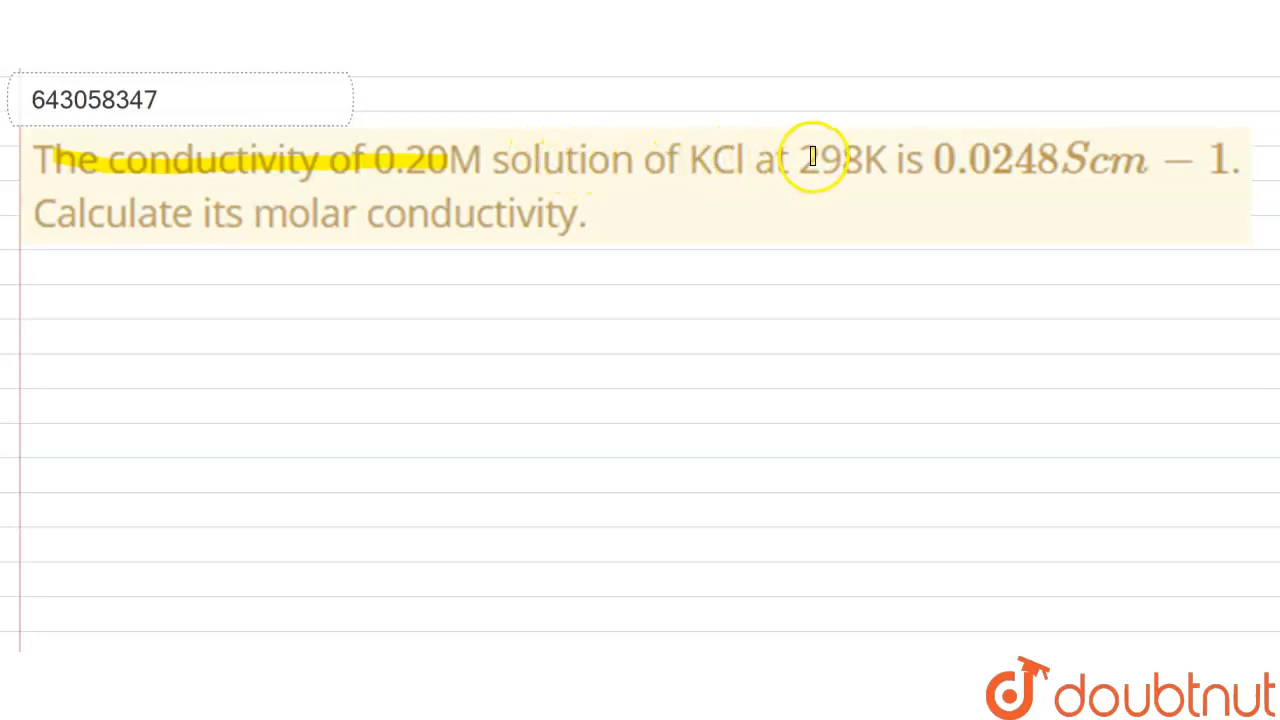 643058347
The conductivity of 0.20M solution of KCl at 298K is 0.0248Scm − 1.
Calculate its molar conductivity.
doubtnut